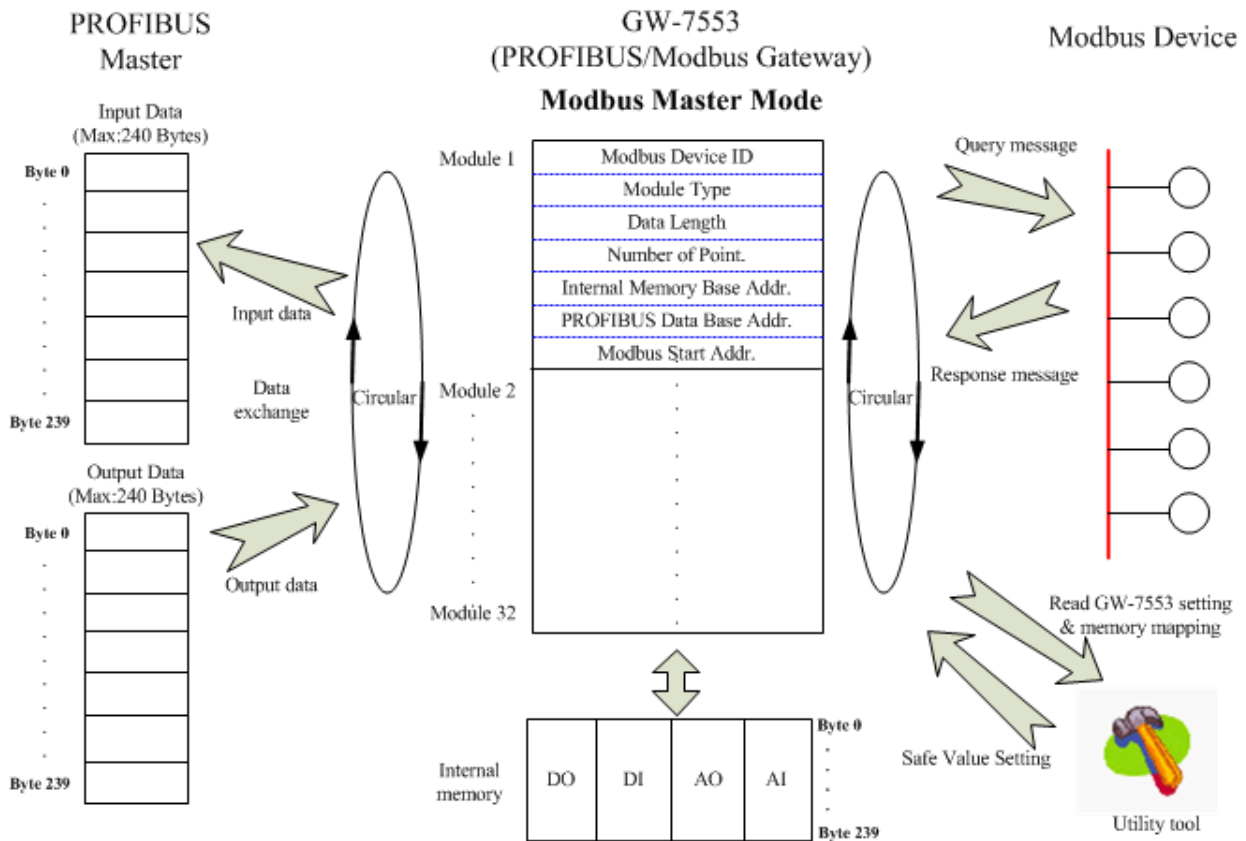 PROFIBUS
Master
GW-7553
(PROFIBUS/Modbus Gateway)
Modbus Master Mode
Modbus Device
Input Data
(Max:240 Bytes)
Byte 0
Byte 239
Input data
Data
exchange
Output Data
(Max:240 Bytes)
Byte 0
Byte 239
Output data
Circular
Module 1
Modbus Device ID
Module Type
Data Length
Number of Point.
Internal Memory Base Addr.
PROFIBUS Data Base Addr.
Modbus Start Addr.
Module 2
Module 32
Circular
Query message
Response message
Read GW-7553 setting
& memory mapping
Safe Value Setting
Utility tool
Internal
memory
DO
DI
AO
AI
Byte 0
Byte 239